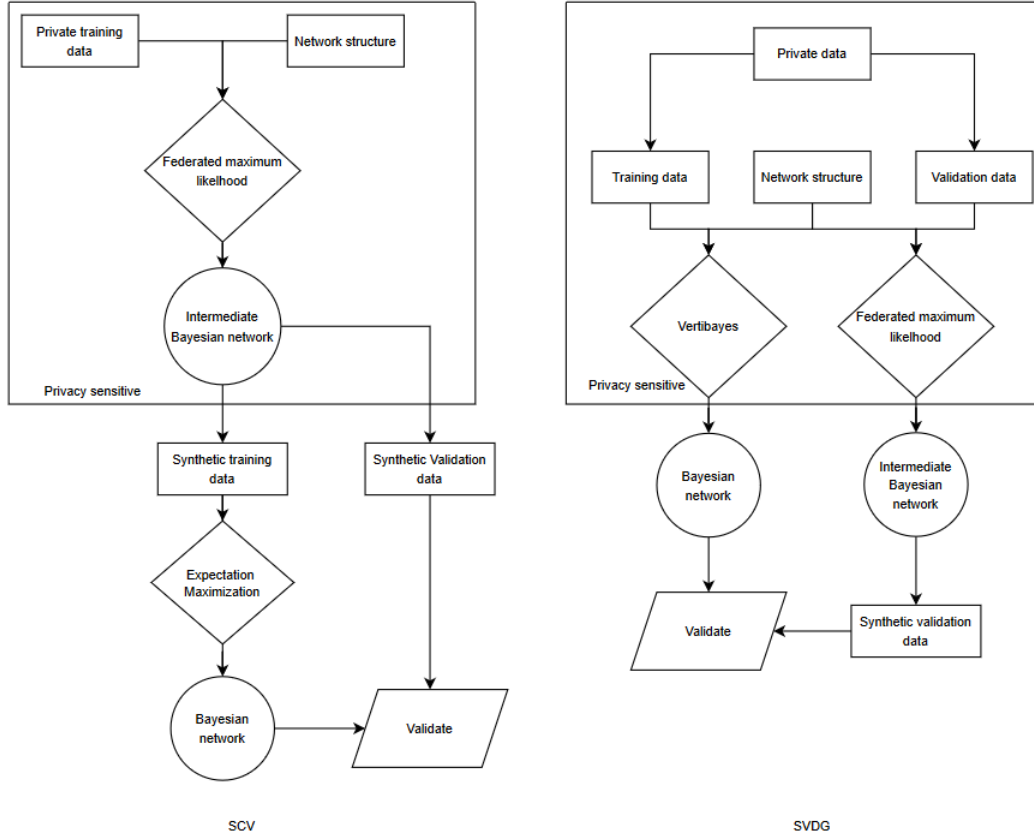 Private training
data
Network structure
Federated maximum
likelhood
Intermediate
Bayesian network
Privacy sensitive
Synthetic training
data
Synthetic Validation
data
Expectation
Maximization
Bayesian
network
Validate
SCV
Private data
Training data
Network structure
Validation data
Vertibayes
Federated maximum
likelihood
Privacy sensitive
Bayesian
network
Intermediate
Bayesian
network
Validate
Synthetic validation
data
SVDG